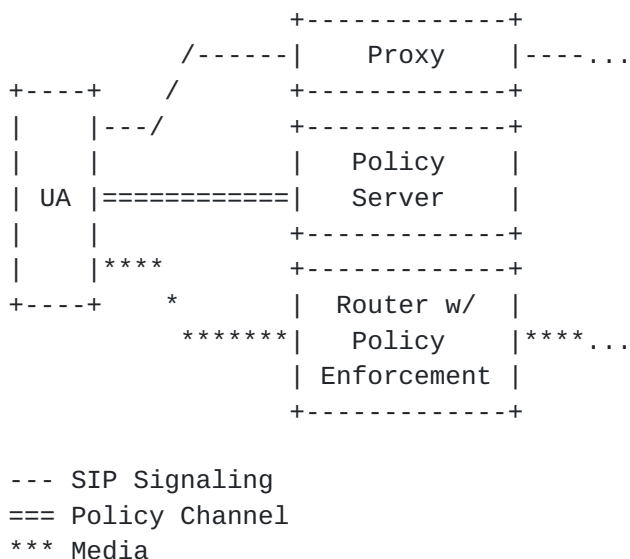 +-------------+
           /------|    Proxy    |----...
+----+    /       +-------------+
|    |---/        +-------------+
|    |            |   Policy    |
| UA |============|   Server    |
|    |            +-------------+
|    |****        +-------------+
+----+    *       |  Router w/  |
           *******|   Policy    |****...
                  | Enforcement |
                  +-------------+

--- SIP Signaling
=== Policy Channel
*** Media